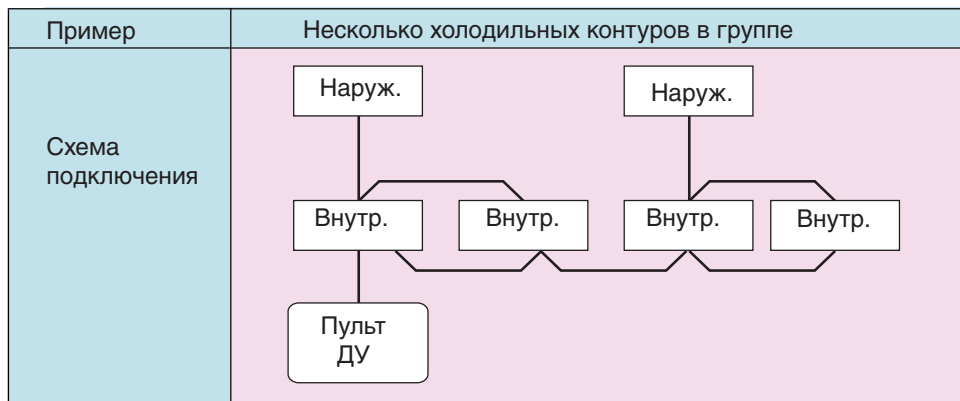 Пример
Несколько холодильных контуров в группе
Схема
подключения
Наруж.
Наруж.
Внутр.
Внутр.
Внутр.
Внутр.
Пульт
ДУ